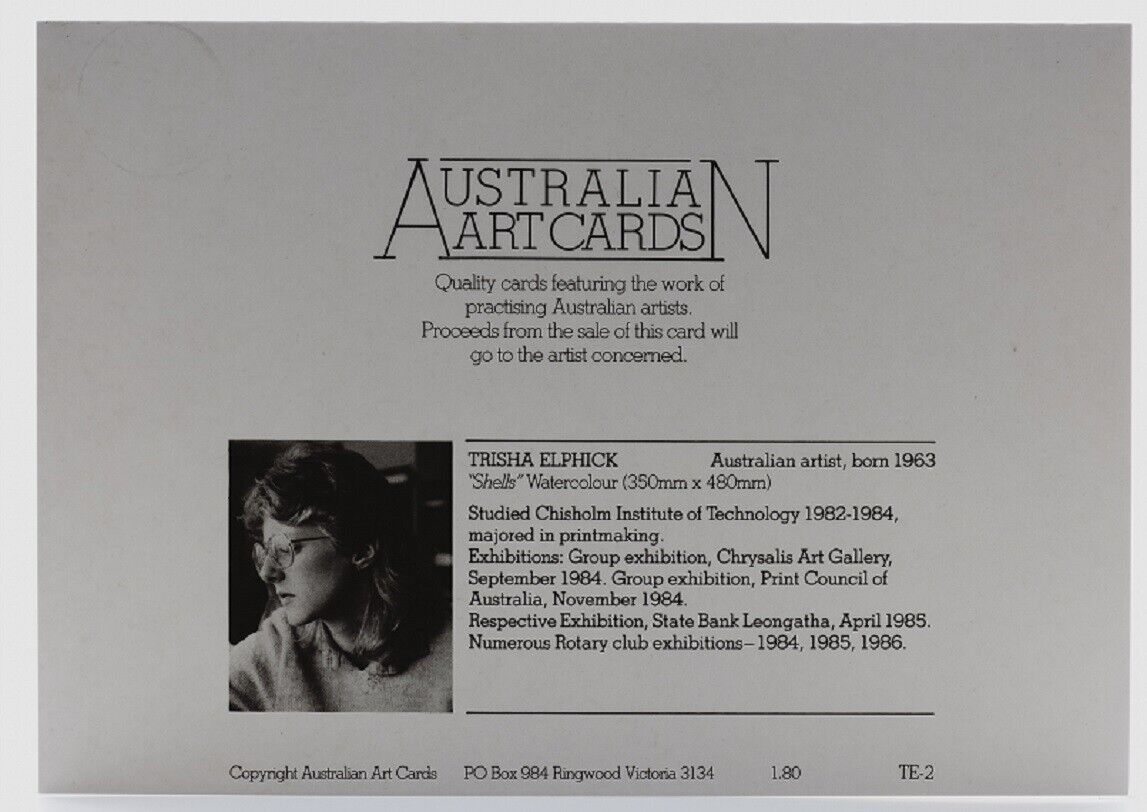 AUSTRALIAN
ART CARDS
Quality cards featuring the work of
practising Australian artists.
Proceeds from the sale of this card will
go to the artist concerned.
TRISHA ELPHICK Australian artist, born 1963
"Shells" Watercolour (350mm x 480mm)
Studied Chisholm Institute of Technology 1982-1984,
majored in printmaking.
Exhibitions: Group exhibition, Chrysalis Art Gallery,
September 1984. Group exhibition, Print Council of
Australia, November 1984.
Respective Exhibition, State Bank Leongatha, April 1985.
Numerous Rotary club exhibitions—1984, 1985, 1986.
Copyright Australian Art Cards PO Box 984 Ringwood Victoria 3134 1.80 TE-2